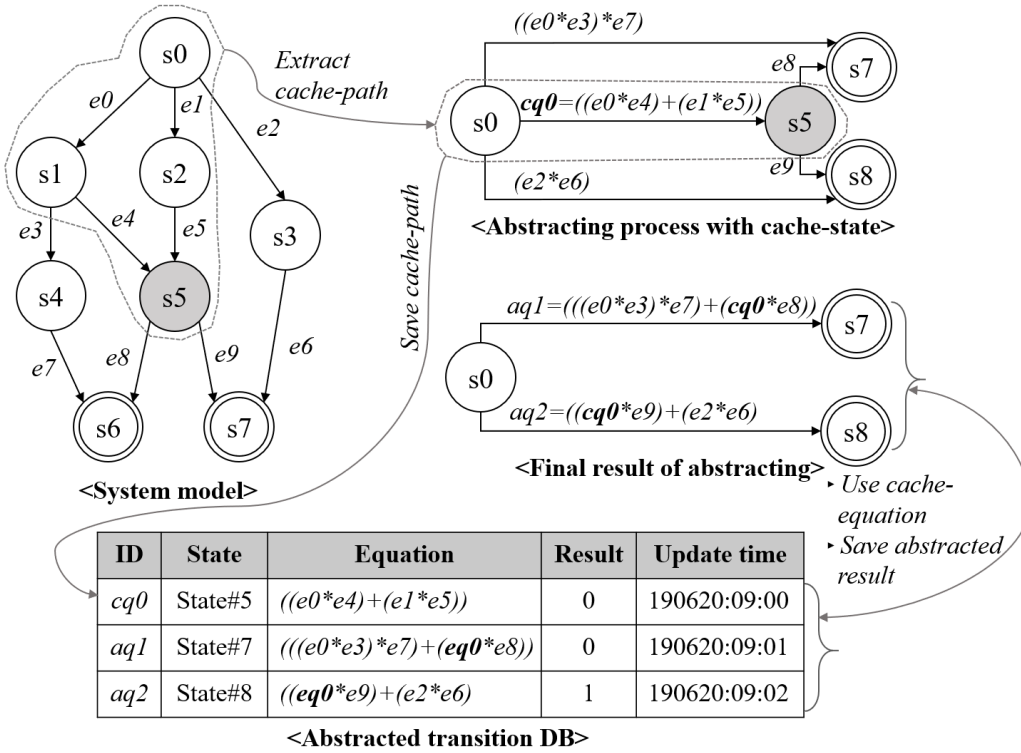 s0
e0
e1
e2
s1
s2
s3
e3
e4
e5
s4
s5
e6
e7
e8
e9
s6
s7
<System model>
Extract
cache-path
Save cache-path
((e0*e3)*e7)
s0
cq0=((e0*e4)+(e1*e5))
s5
e8
s7
e9
s8
(e2*e6)
<Abstracting process with cache-state>
aq1=(((e0*e3)*e7)+(cq0*e8))
s7
s0
aq2=((cq0*e9)+(e2*e6)
s8
<Final result of abstracting>
‣ Use cache-
equation
‣ Save abstracted
result
ID State Equation Result Update time
cq0 State#5 ((e0*e4)+(e1*e5)) 0 190620:09:00
aq1 State#7 (((e0*e3)*e7)+(eq0*e8)) 0 190620:09:01
aq2 State#8 ((eq0*e9)+(e2*e6) 1 190620:09:02
<Abstracted transition DB>